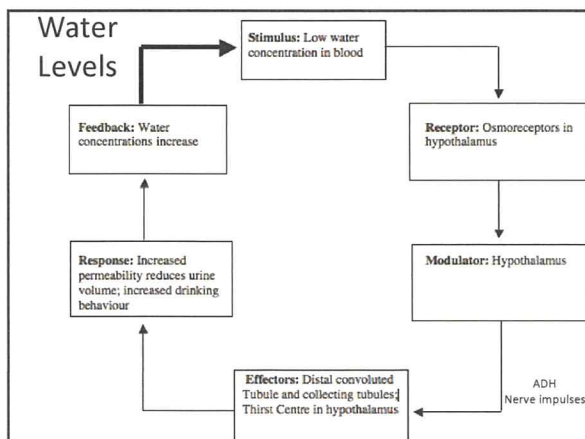 Water
Levels
Stimulus: Low water
concentration in blood
Feedback: Water
concentrations increase
Receptor: Osmoreceptors in
hypothalamus
Response: Increased
permeability reduces urine
volume; increased drinking
behaviour
Modulator: Hypothalamus
Effectors: Distal convoluted
Tubule and collecting tubules;
Thirst Centre in hypothalamus
ADH
Nerve impulses